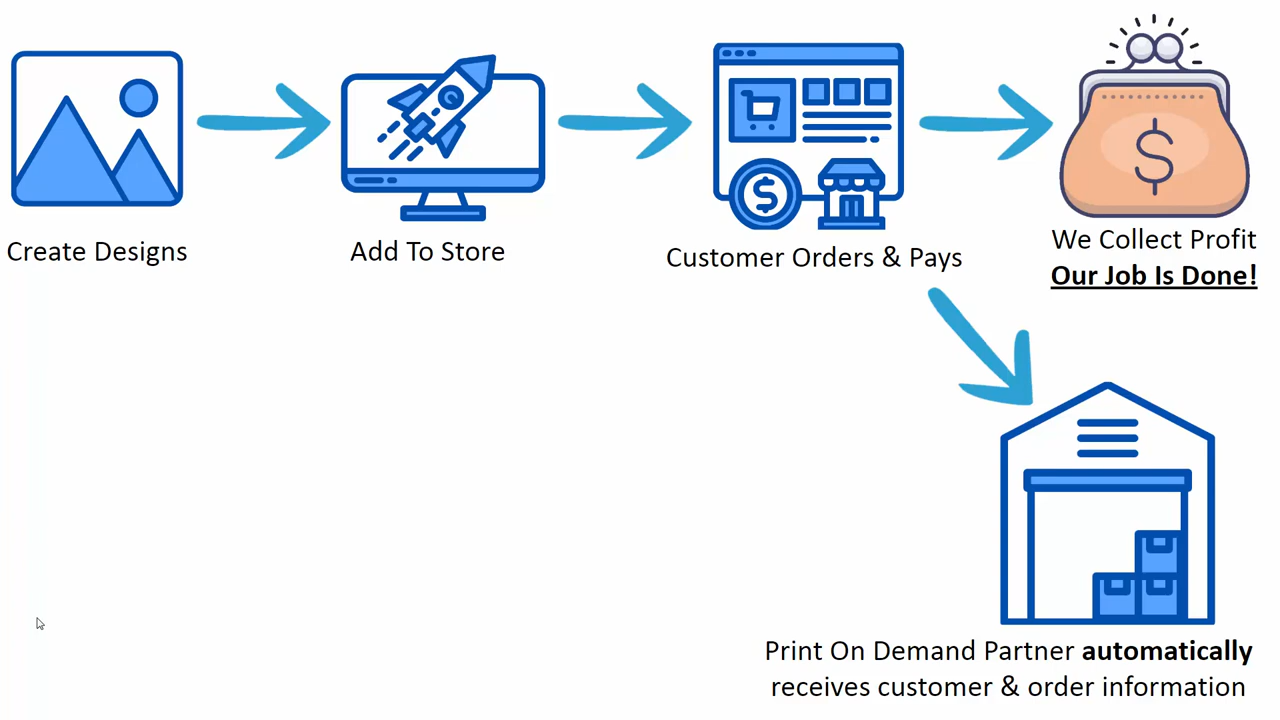 Create Designs
Add To Store
Customer Orders & Pays
We Collect Profit
Our Job Is Done!
Print On Demand Partner automatically
receives customer & order information